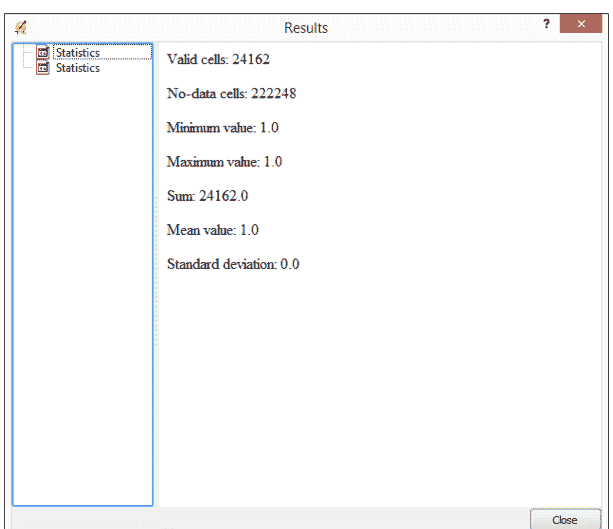 Results
?
Statistics
Statistics
Valid cells: 24162
No-data cells: 222248
Minimum value: 1.0
Maximum value: 1.0
Sum: 24162.0
Mean value: 1.0
Standard deviation: 0.0
Close